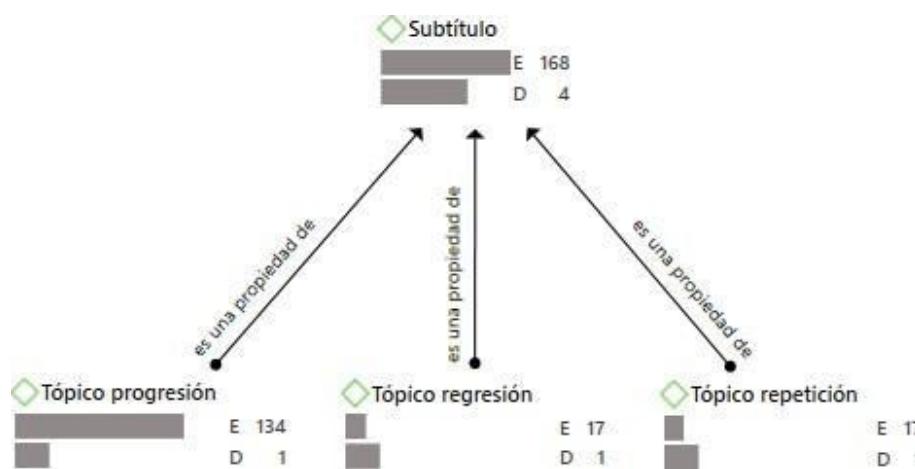 Subtítulo
E 168
D 4
es una propiedad de
es una propiedad de
es una propiedad de
Tópico progresión
E 134
D 1
Tópico regresión
E 17
D 1
Tópico repetición
E 17
D